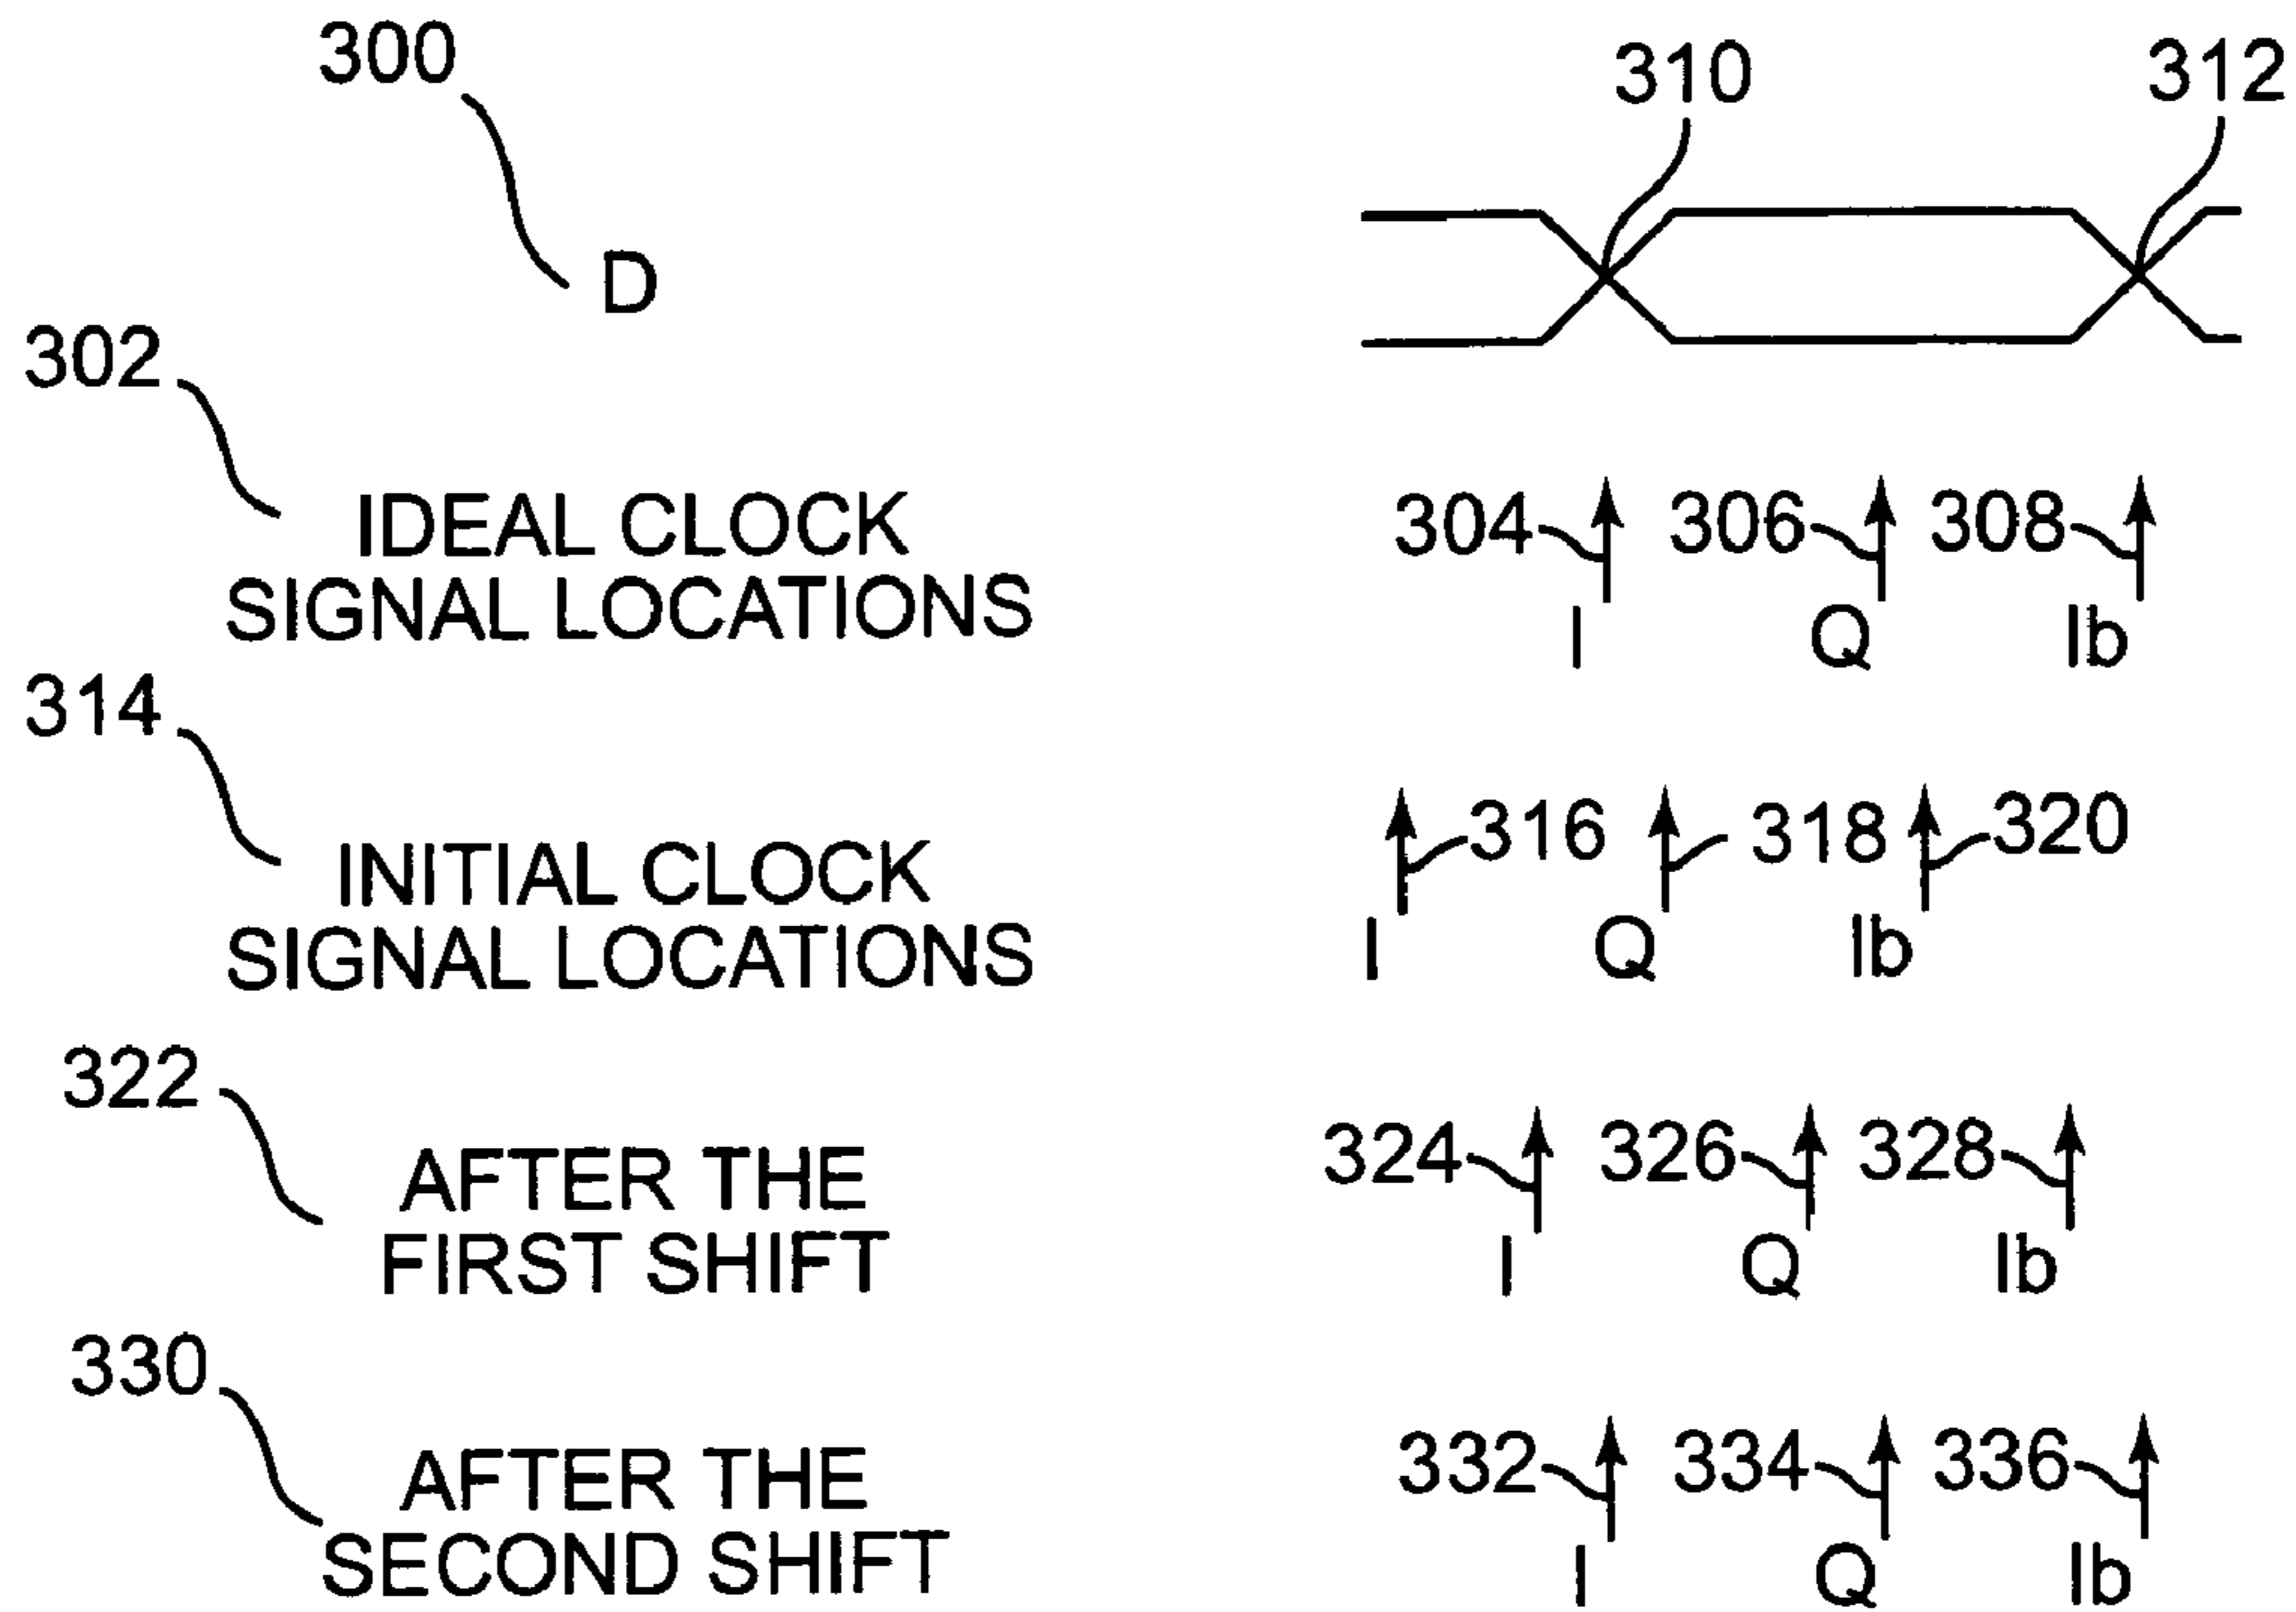 300
310
312
D
302
IDEAL CLOCK
SIGNAL LOCATIONS
304
306
308
I
Q
Ib
314
INITIAL CLOCK
SIGNAL LOCATIONS
316
318
320
I
Q
Ib
322
AFTER THE
FIRST SHIFT
324
326
328
I
Q
Ib
330
AFTER THE
SECOND SHIFT
332
334
336
I
Q
Ib